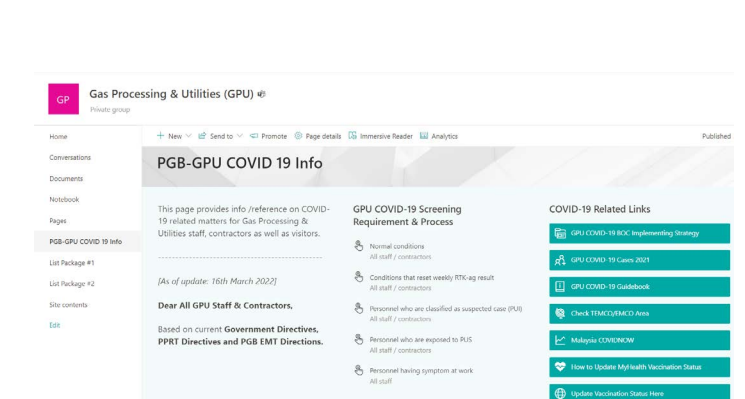 GP
Gas Processing & Utilities (GPU)
Private group
Home
Conversations
Documents
Notebook
Pages
PGB-GPU COVID 19 Info
List Package #1
List Package #2
Site contents
Edit
+ New
Send to
Promote
Page details
Immersive Reader
Analytics
Published
PGB-GPU COVID 19 Info
This page provides info /reference on COVID-
19 related matters for Gas Processing &
Utilities staff, contractors as well as visitors.
------------------------------------------------
[As of update: 16th March 2022]
Dear All GPU Staff & Contractors,
Based on current Government Directives,
PPRT Directives and PGB EMT Directions.
GPU COVID-19 Screening
Requirement & Process
Normal conditions
All staff / contractors
Conditions that reset weekly RTK-ag result
All staff / contractors
Personnel who are classified as suspected case (PUI)
All staff / contractors
Personnel who are exposed to PUS
All staff / contractors
Personnel having symptom at work
All staff
COVID-19 Related Links
GPU COVID-19 BOC Implementing Strategy
GPU COVID-19 Cases 2021
GPU COVID-19 Guidebook
Check TEMCO/EMCO Area
Malaysia COVIDNOW
How to Update MyHealth Vaccination Status
Update Vaccination Status Here